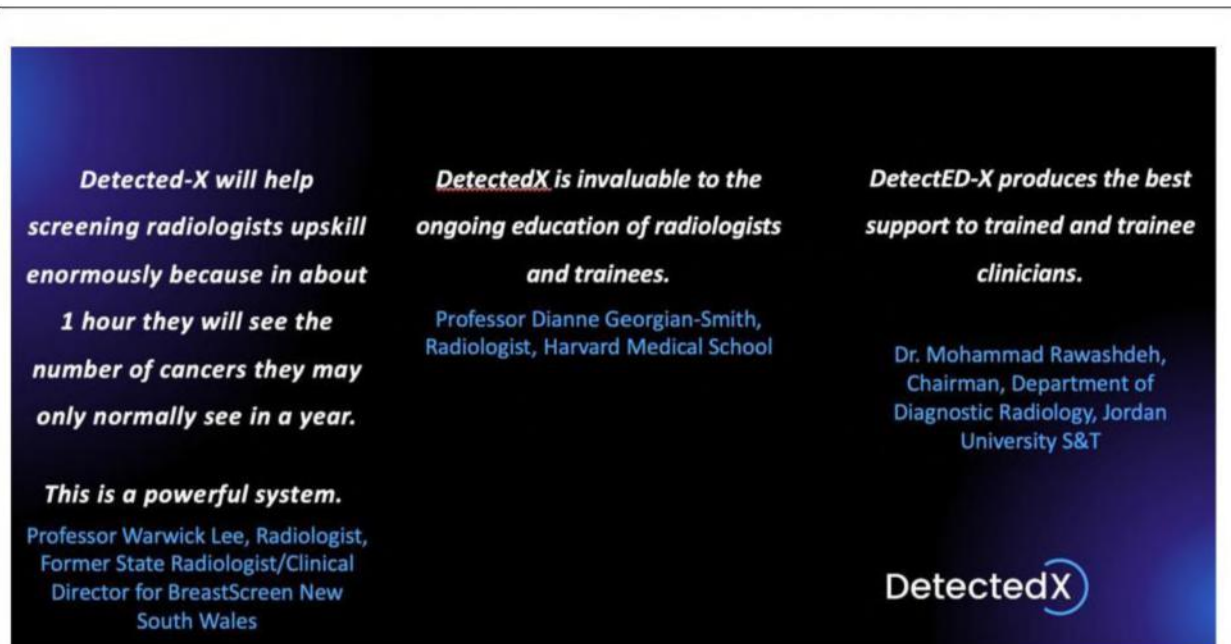 Detected-X will help
screening radiologists upskill
enormously because in about
1 hour they will see the
number of cancers they may
only normally see in a year.
This is a powerful system.
Professor Warwick Lee, Radiologist,
Former State Radiologist/Clinical
Director for BreastScreen New
South Wales
DetectedX is invaluable to the
ongoing education of radiologists
and trainees.
Professor Dianne Georgian-Smith,
Radiologist, Harvard Medical School
DetectED-X produces the best
support to trained and trainee
clinicians.
Dr. Mohammad Rawashdeh,
Chairman, Department of
Diagnostic Radiology, Jordan
University S&T
DetectedX